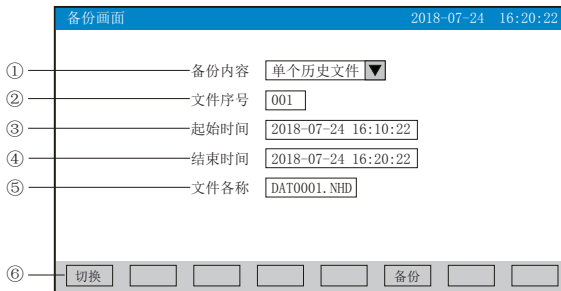 备份画面 2018-07-24 16:20:22
① 备份内容 单个历史文件
② 文件序号 001
③ 起始时间 2018-07-24 16:10:22
④ 结束时间 2018-07-24 16:20:22
⑤ 文件各称 DAT0001.NHD
⑥ 切换 备份